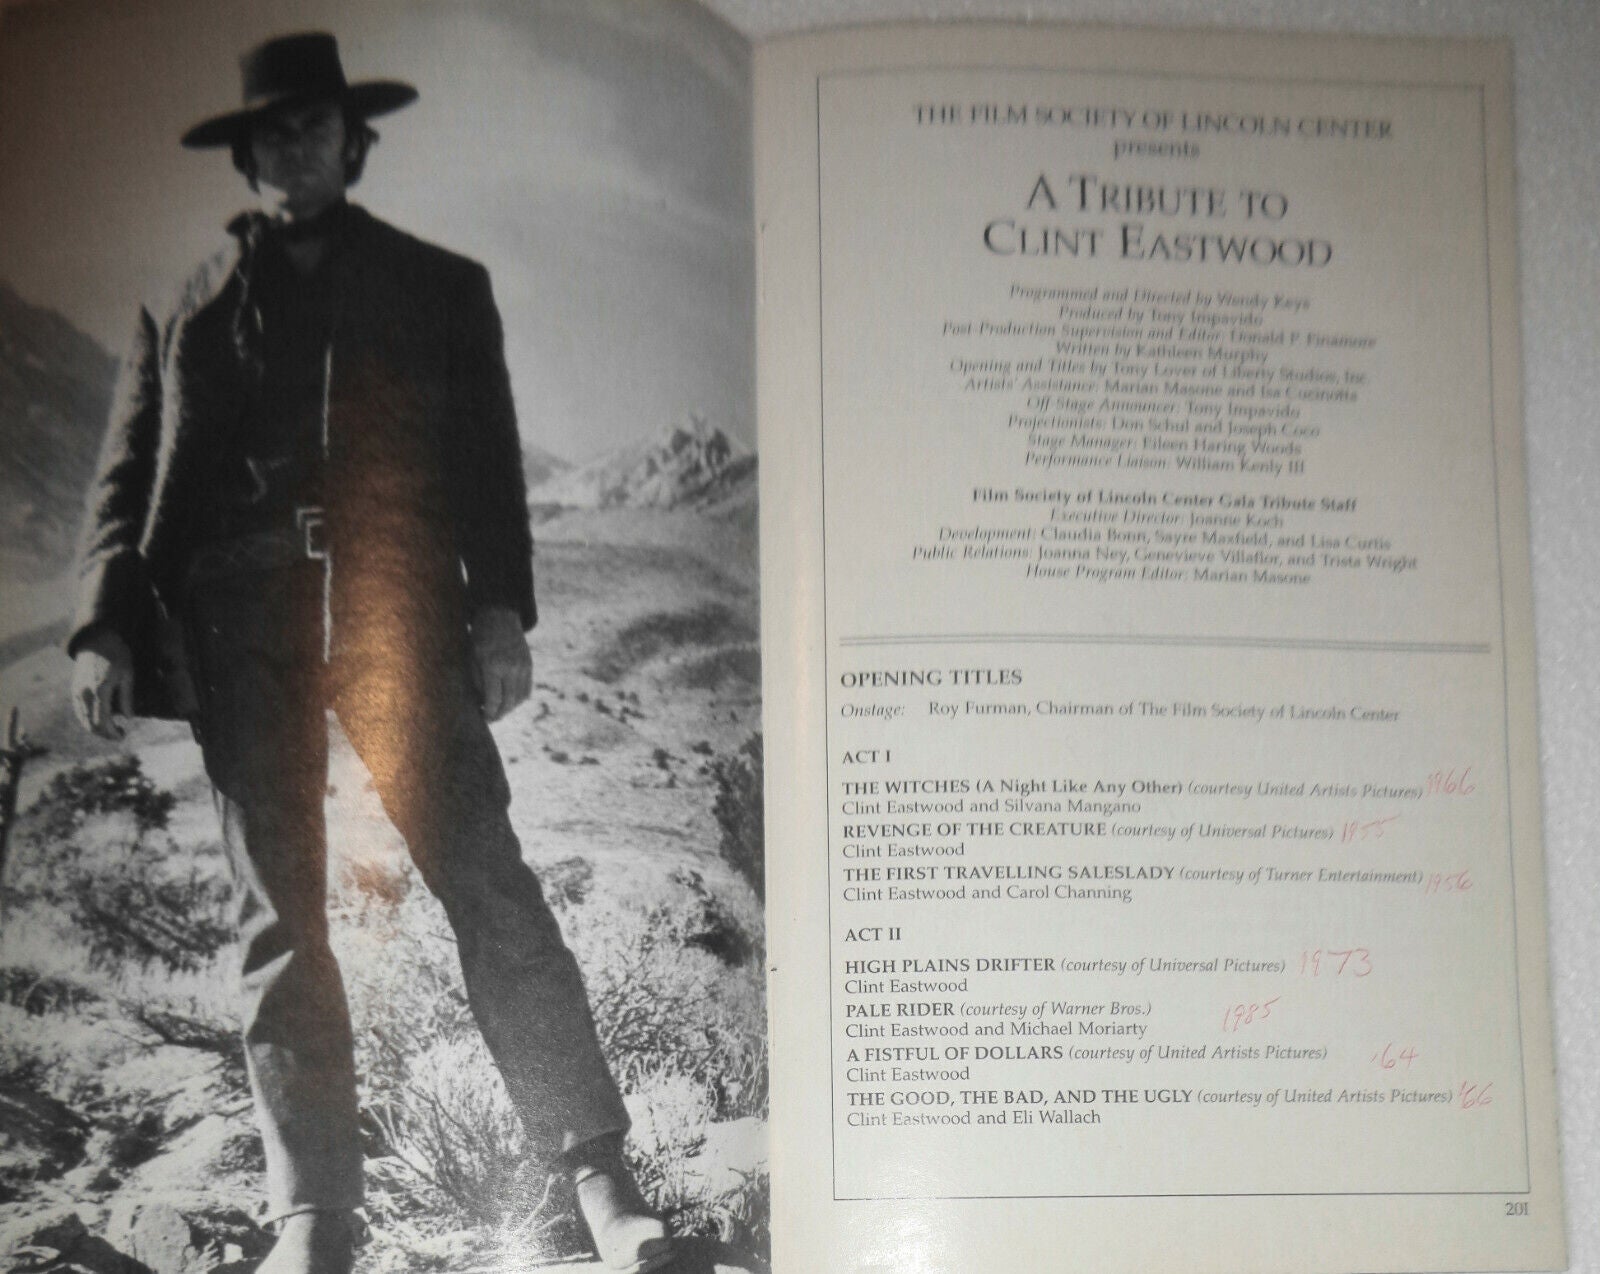 THE FILM SOCIETY OF LINCOLN CENTER
presents
A TRIBUTE TO
CLINT EASTWOOD
Programmed and Directed by Wendy Keys
Produced by Tony Impavido
Post-Production Supervision and Editor: Donald P. Finamore
Written by Kathleen Murphy
Opening and Titles by Tony Lover of Liberty Studios, Inc.
Artists' Assistance: Marian Masone and Isa Cucinotta
Off-Stage Announcer: Tony Impavido
Projectionists: Don Schul and Joseph Coco
Stage Manager: Eileen Haring Woods
Performance Liaison: William Kenly III
Film Society of Lincoln Center Gala Tribute Staff
Executive Director: Joanne Koch
Development: Claudia Bonn, Sayre Maxfield, and Lisa Curtis
Public Relations: Joanna Ney, Genevieve Villaflor, and Trista Wright
House Program Editor: Marian Masone
OPENING TITLES
Onstage: Roy Furman, Chairman of The Film Society of Lincoln Center
ACT I
THE WITCHES (A Night Like Any Other) (courtesy United Artists Pictures) 1966
Clint Eastwood and Silvana Mangano
REVENGE OF THE CREATURE (courtesy of Universal Pictures) 1955
Clint Eastwood
THE FIRST TRAVELLING SALESLADY (courtesy of Turner Entertainment) 1956
Clint Eastwood and Carol Channing
ACT II
HIGH PLAINS DRIFTER (courtesy of Universal Pictures) 1973
Clint Eastwood
PALE RIDER (courtesy of Warner Bros.) 1985
Clint Eastwood and Michael Moriarty
A FISTFUL OF DOLLARS (courtesy of United Artists Pictures) '64
Clint Eastwood
THE GOOD, THE BAD, AND THE UGLY (courtesy of United Artists Pictures) '66
Clint Eastwood and Eli Wallach
201